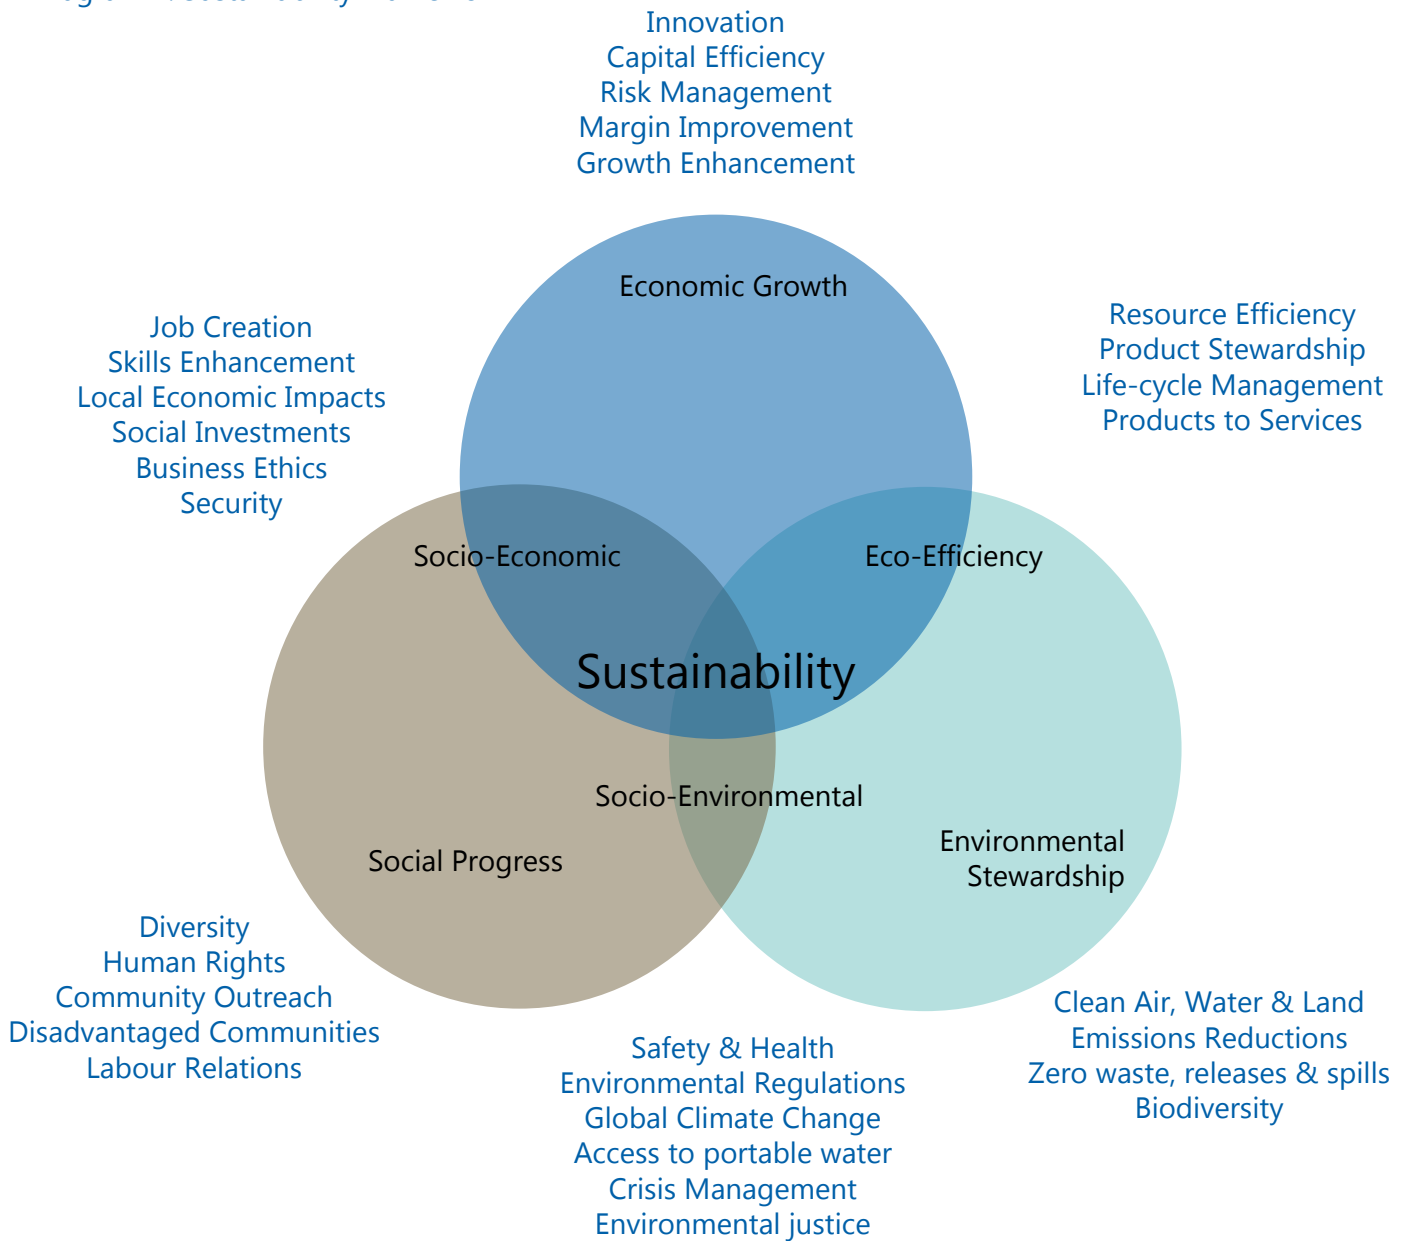 Innovation
Capital Efficiency
Risk Management
Margin Improvement
Growth Enhancement
Economic Growth
Job Creation
Skills Enhancement
Local Economic Impacts
Social Investments
Business Ethics
Security
Resource Efficiency
Product Stewardship
Life-cycle Management
Products to Services
Socio-Economic
Eco-Efficiency
Sustainability
Socio-Environmental
Social Progress
Environmental
Stewardship
Diversity
Human Rights
Community Outreach
Disadvantaged Communities
Labour Relations
Safety & Health
Environmental Regulations
Global Climate Change
Access to portable water
Crisis Management
Environmental justice
Clean Air, Water & Land
Emissions Reductions
Zero waste, releases & spills
Biodiversity